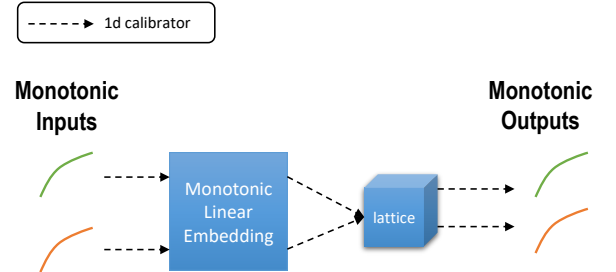 1d calibrator
Monotonic
Inputs
Monotonic
Outputs
Monotonic
Linear
Embedding
lattice